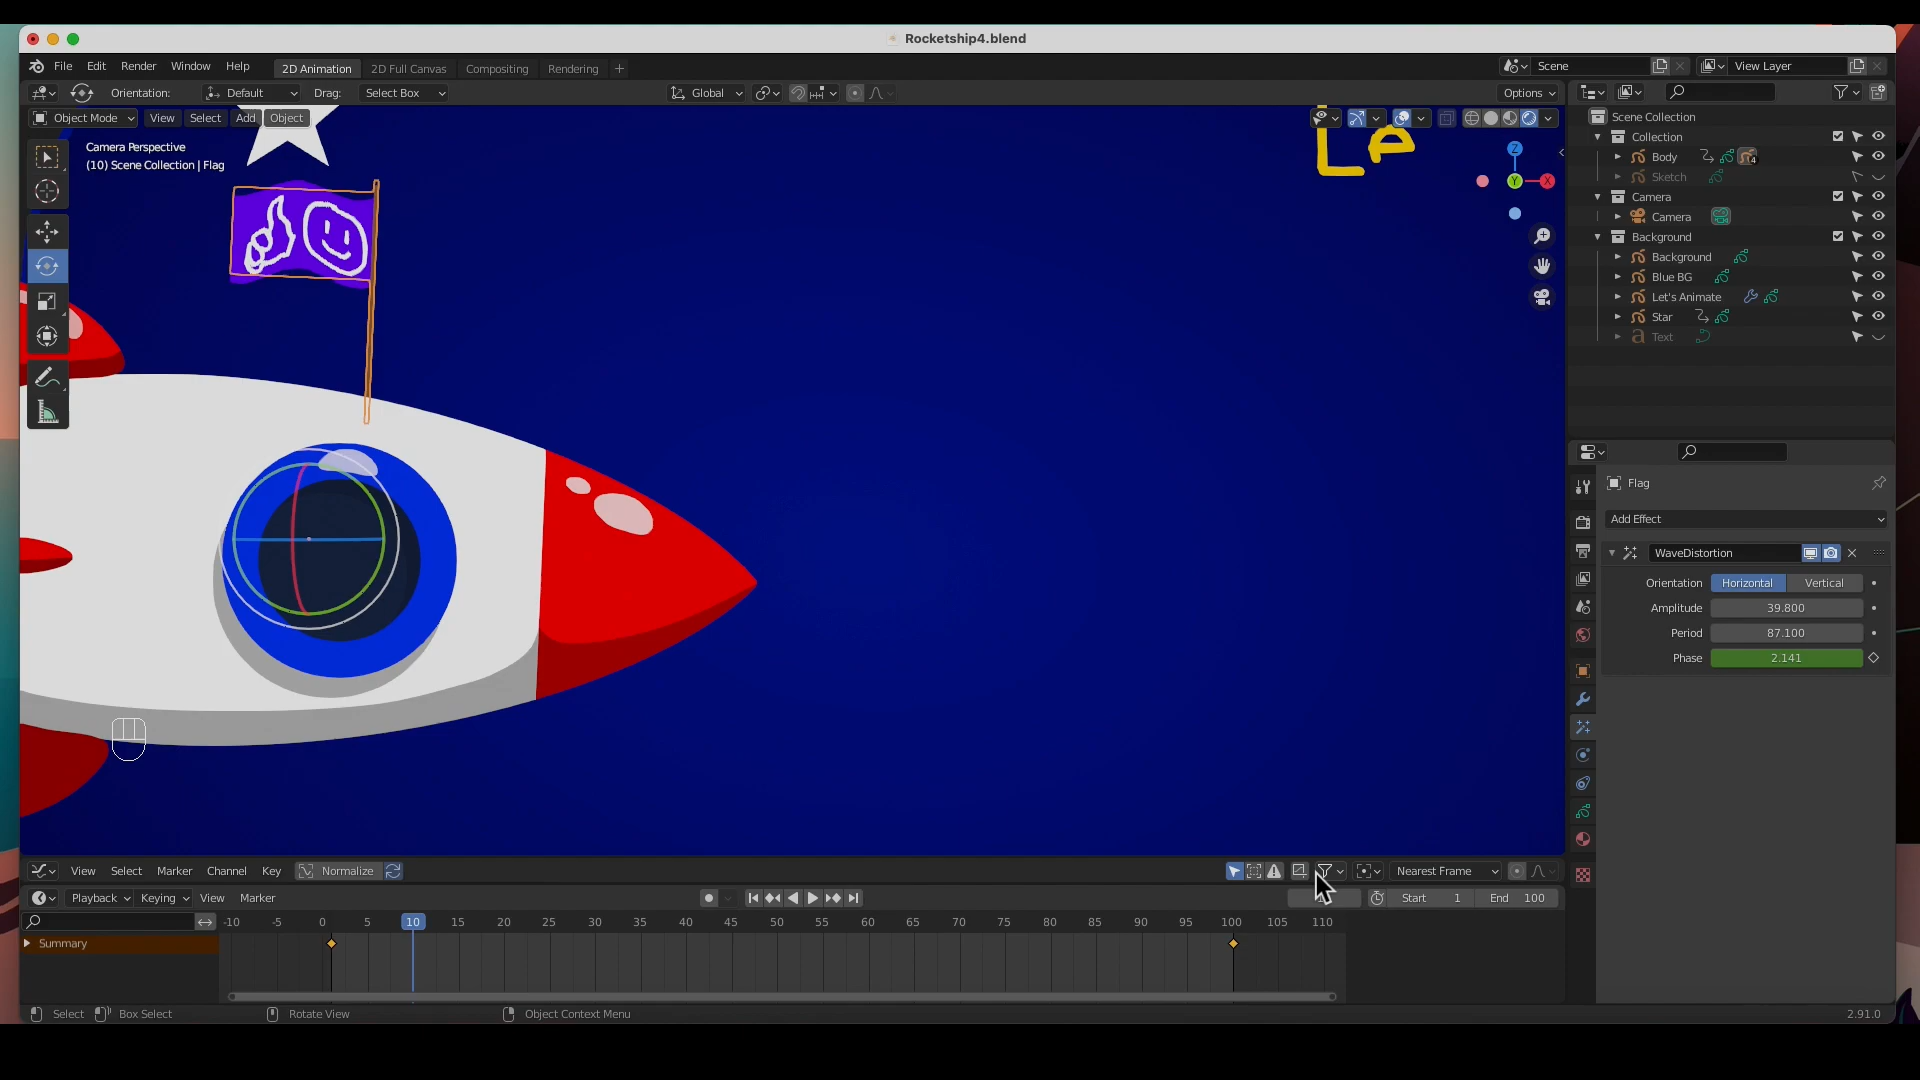 Rocketship4.blend
File Edit Render Window Help 2D Animation 2D Full Canvas Compositing Rendering + Scene View Layer
Orientation: Default Drag: Select Box Global Options
Object Mode View Select Add Object
Camera Perspective
(10) Scene Collection | Flag
Le
Z
Y
X
Scene Collection
Collection
Body 4
Sketch
Camera
Camera
Background
Background
Blue BG
Let's Animate
Star
Text
Flag
Add Effect
WaveDistortion
Orientation Horizontal Vertical
Amplitude 39.800
Period 87.100
Phase 2.141
View Select Marker Channel Key Normalize Nearest Frame
Playback Keying View Marker Start 1 End 100
-10 -5 0 5 10 15 20 25 30 35 40 45 50 55 60 65 70 75 80 85 90 95 100 105 110
Summary
Select Box Select Rotate View Object Context Menu 2.91.0